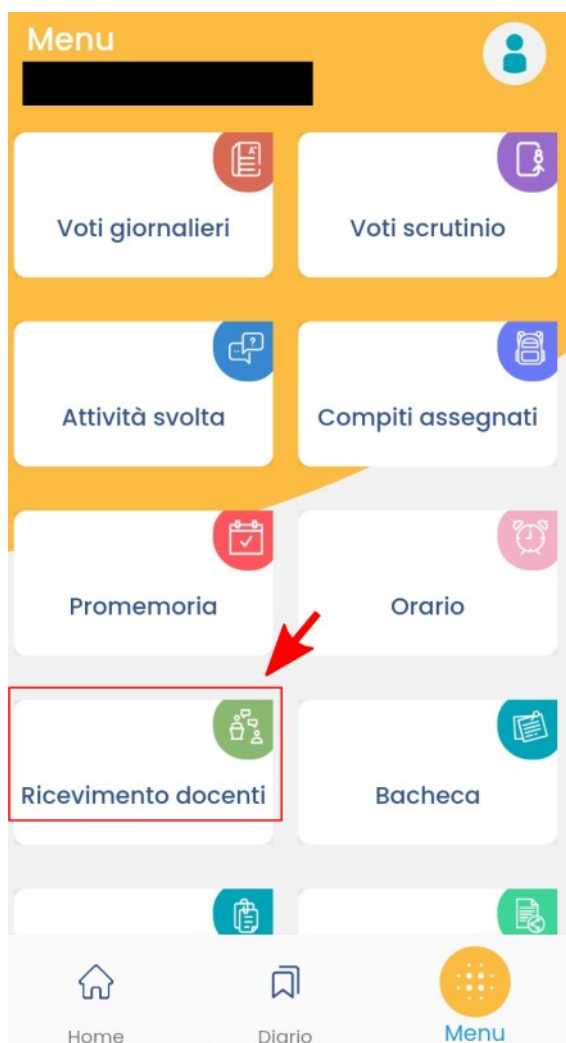 Menu
Voti giornalieri
Voti scrutinio
Attività svolta
Compiti assegnati
Promemoria
Orario
Ricevimento docenti
Bacheca
Home
Diario
Menu